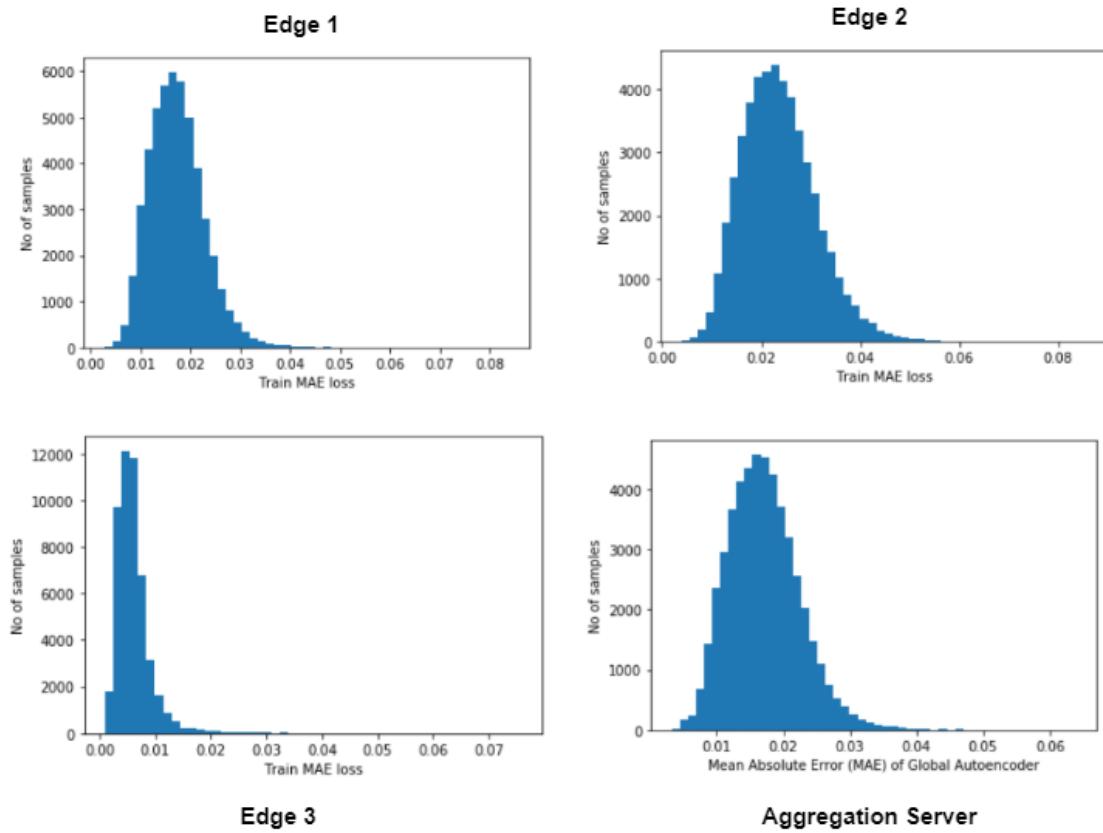 Edge 1
6000
5000
4000
3000
2000
1000
0
No of samples
0.00 0.01 0.02 0.03 0.04 0.05 0.06 0.07 0.08
Train MAE loss
Edge 2
4000
3000
2000
1000
0
No of samples
0.00 0.02 0.04 0.06 0.08
Train MAE loss
12000
10000
8000
6000
4000
2000
0
No of samples
0.00 0.01 0.02 0.03 0.04 0.05 0.06 0.07
Train MAE loss
Edge 3
4000
3000
2000
1000
0
No of samples
0.01 0.02 0.03 0.04 0.05 0.06
Mean Absolute Error (MAE) of Global Autoencoder
Aggregation Server